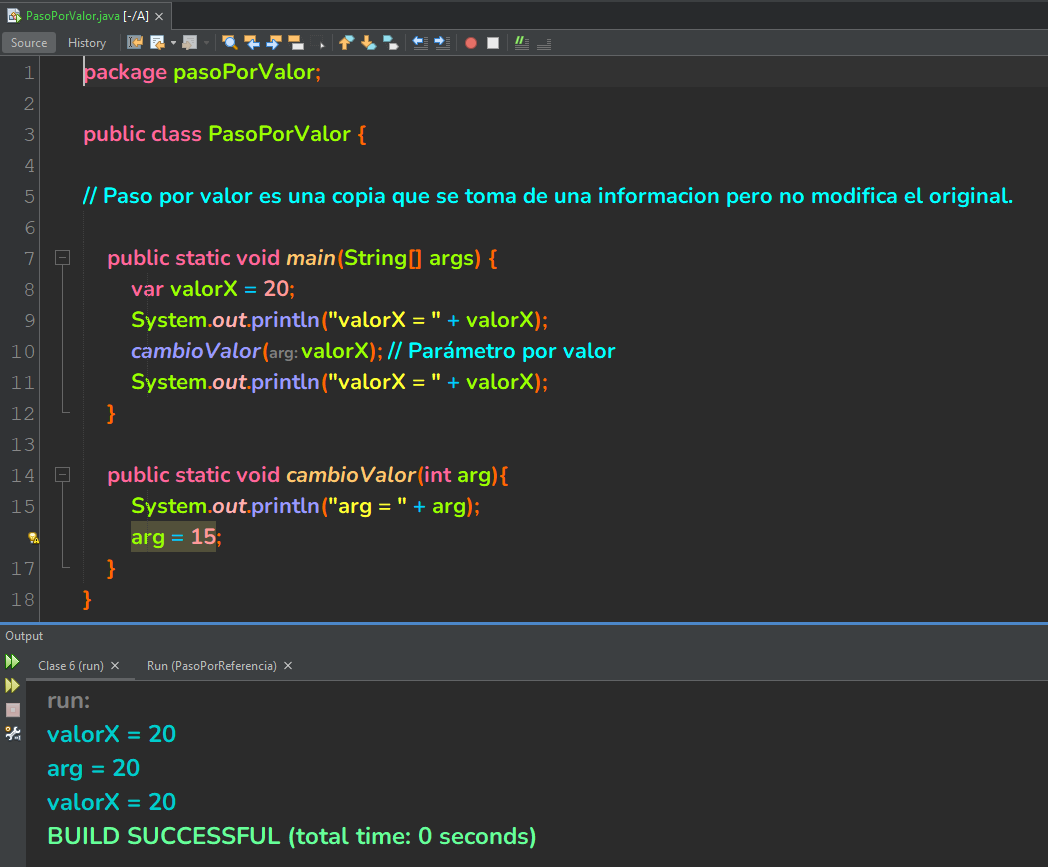 PasoPorValor.java [-/A] ×
Source History
1 package pasoPorValor;
2
3 public class PasoPorValor {
4
5 // Paso por valor es una copia que se toma de una informacion pero no modifica el original.
6
7 public static void main(String[] args) {
8 var valorX = 20;
9 System.out.println("valorX = " + valorX);
10 cambioValor(arg: valorX); // Parámetro por valor
11 System.out.println("valorX = " + valorX);
12 }
13
14 public static void cambioValor(int arg){
15 System.out.println("arg = " + arg);
arg = 15;
17 }
18 }
Output
Clase 6 (run) × Run (PasoPorReferencia) ×
run:
valorX = 20
arg = 20
valorX = 20
BUILD SUCCESSFUL (total time: 0 seconds)